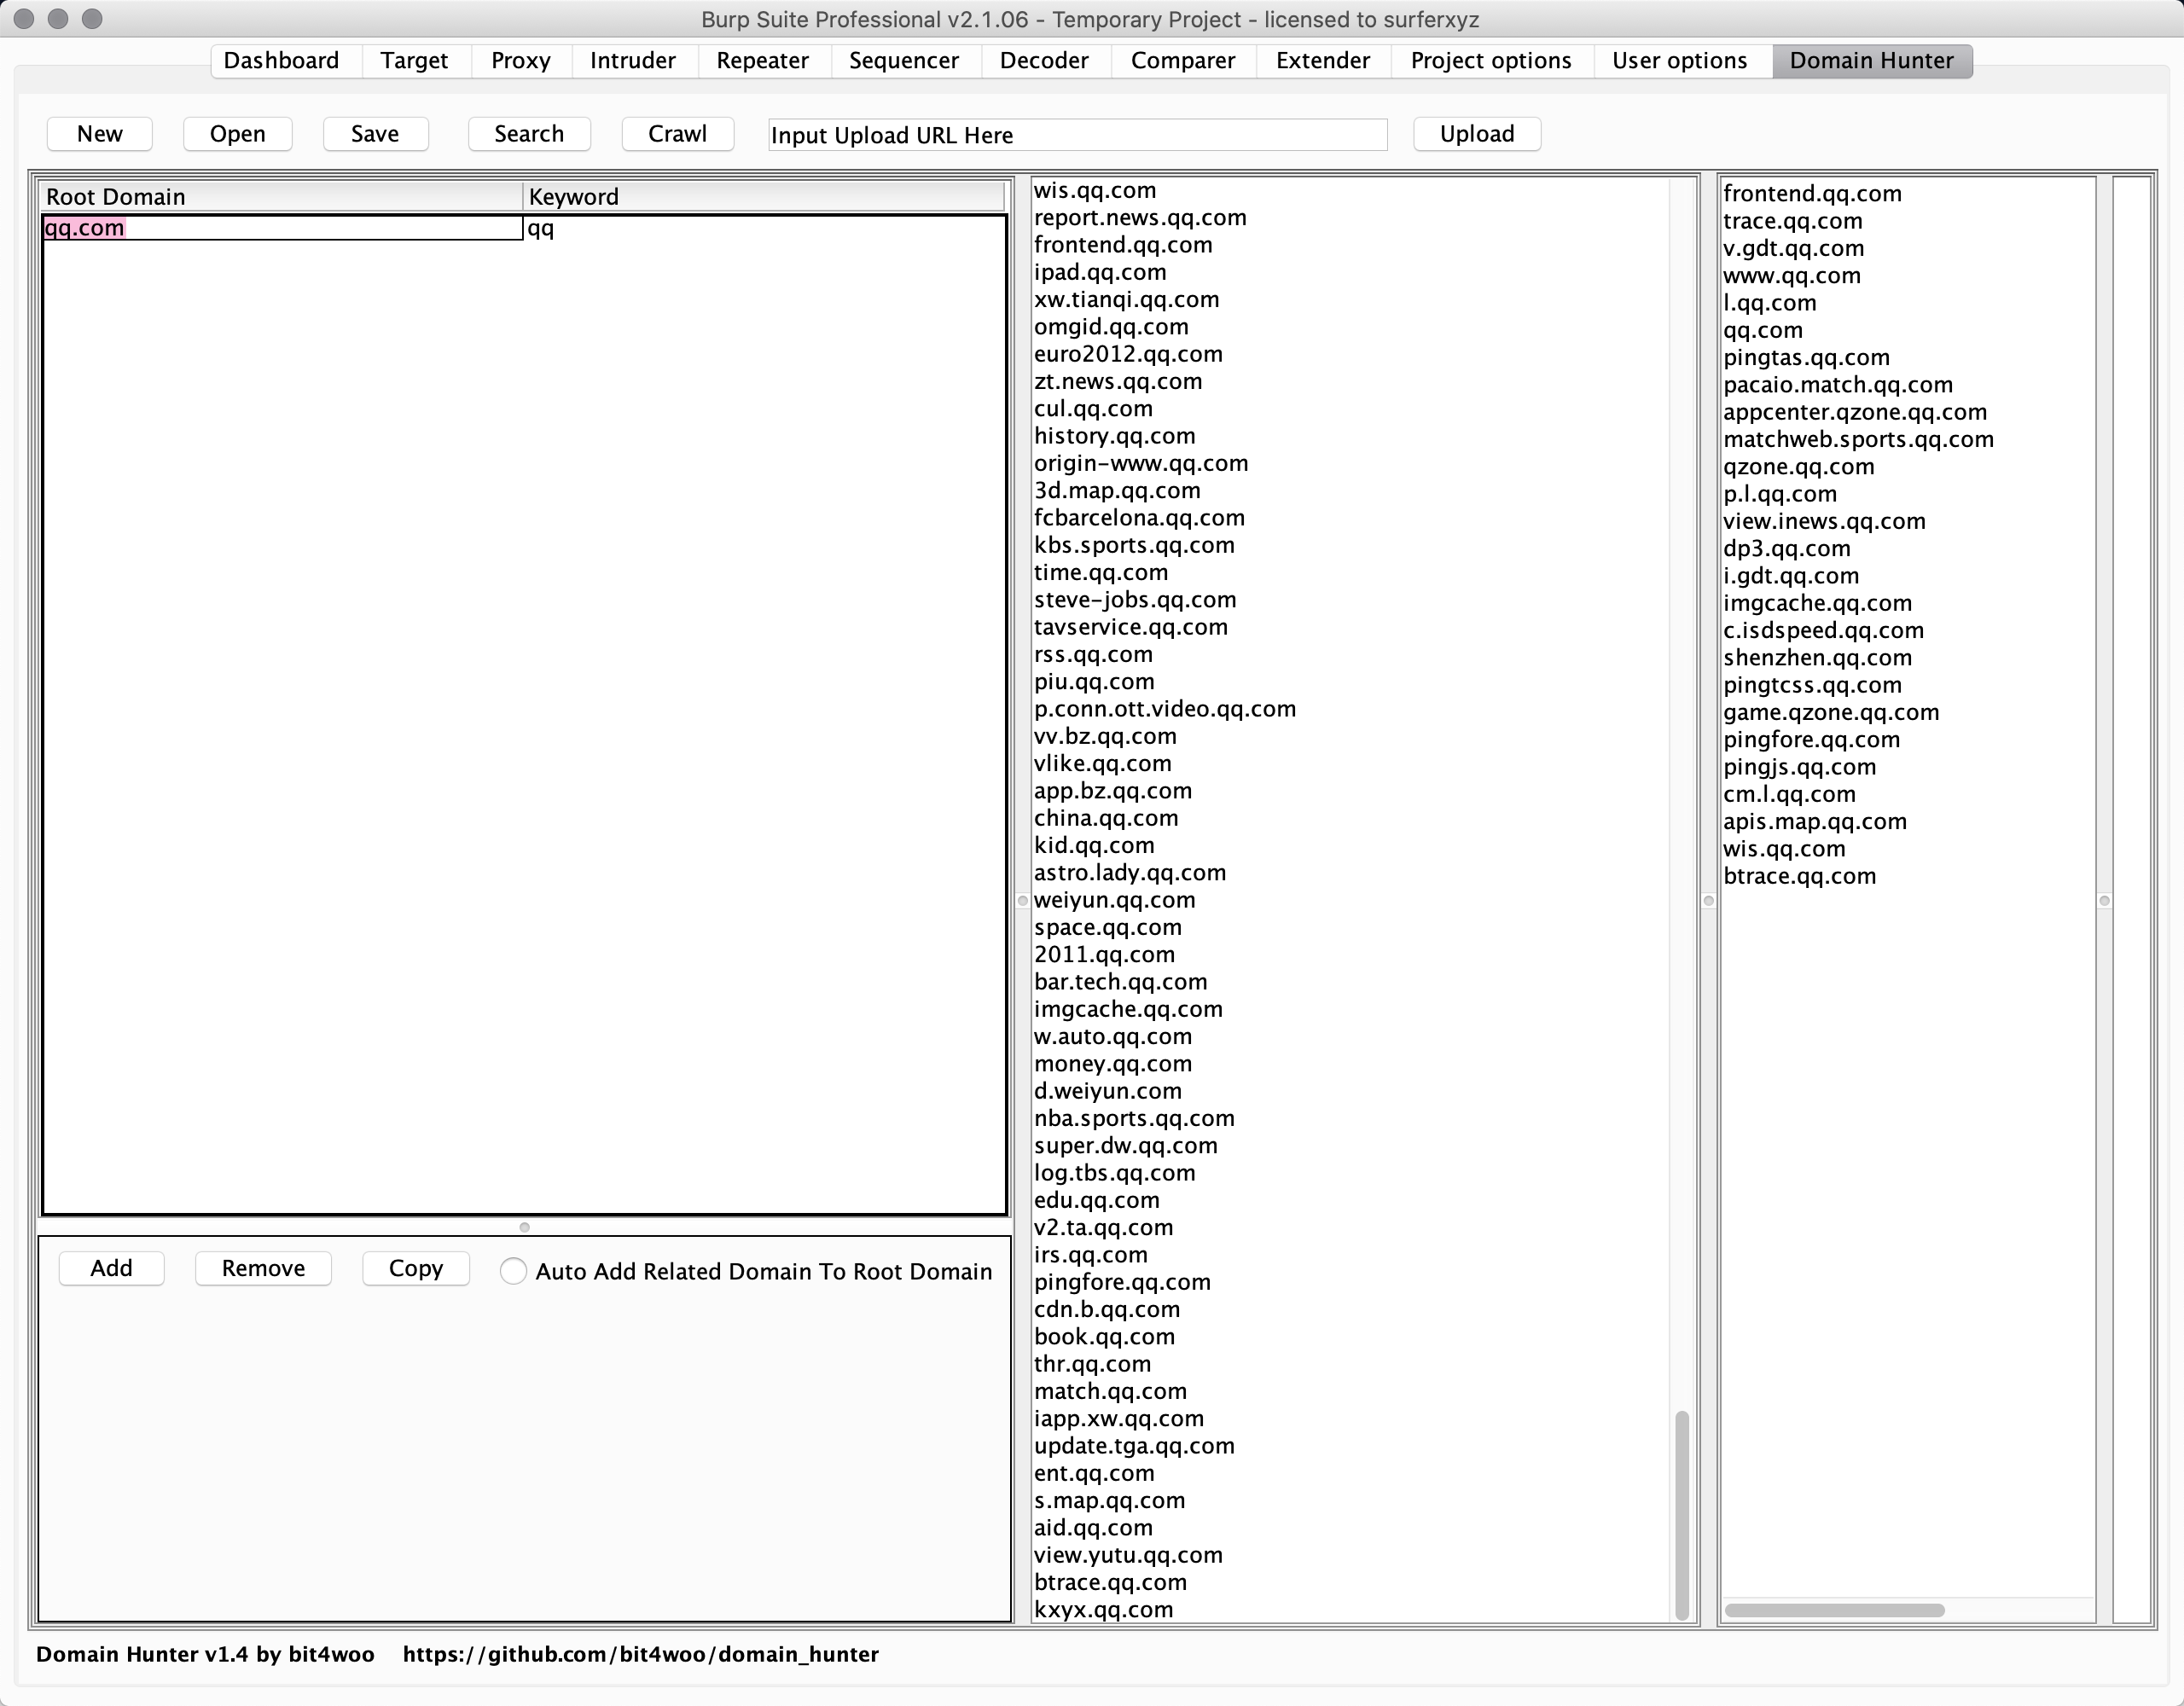 Burp Suite Professional v2.1.06 - Temporary Project - licensed to surferxyz
Dashboard Target Proxy Intruder Repeater Sequencer Decoder Comparer Extender Project options User options Domain Hunter
New Open Save Search Crawl Input Upload URL Here Upload
Root Domain Keyword
qq.com qq
Add Remove Copy Auto Add Related Domain To Root Domain
wis.qq.com
report.news.qq.com
frontend.qq.com
ipad.qq.com
xw.tianqi.qq.com
omgid.qq.com
euro2012.qq.com
zt.news.qq.com
cul.qq.com
history.qq.com
origin-www.qq.com
3d.map.qq.com
fcbarcelona.qq.com
kbs.sports.qq.com
time.qq.com
steve-jobs.qq.com
tavservice.qq.com
rss.qq.com
piu.qq.com
p.conn.ott.video.qq.com
vv.bz.qq.com
vlike.qq.com
app.bz.qq.com
china.qq.com
kid.qq.com
astro.lady.qq.com
weiyun.qq.com
space.qq.com
2011.qq.com
bar.tech.qq.com
imgcache.qq.com
w.auto.qq.com
money.qq.com
d.weiyun.com
nba.sports.qq.com
super.dw.qq.com
log.tbs.qq.com
edu.qq.com
v2.ta.qq.com
irs.qq.com
pingfore.qq.com
cdn.b.qq.com
book.qq.com
thr.qq.com
match.qq.com
iapp.xw.qq.com
update.tga.qq.com
ent.qq.com
s.map.qq.com
aid.qq.com
view.yutu.qq.com
btrace.qq.com
kxyx.qq.com
frontend.qq.com
trace.qq.com
v.gdt.qq.com
www.qq.com
l.qq.com
qq.com
pingtas.qq.com
pacaio.match.qq.com
appcenter.qzone.qq.com
matchweb.sports.qq.com
qzone.qq.com
p.l.qq.com
view.inews.qq.com
dp3.qq.com
i.gdt.qq.com
imgcache.qq.com
c.isdspeed.qq.com
shenzhen.qq.com
pingtcss.qq.com
game.qzone.qq.com
pingfore.qq.com
pingjs.qq.com
cm.l.qq.com
apis.map.qq.com
wis.qq.com
btrace.qq.com
Domain Hunter v1.4 by bit4woo https://github.com/bit4woo/domain_hunter